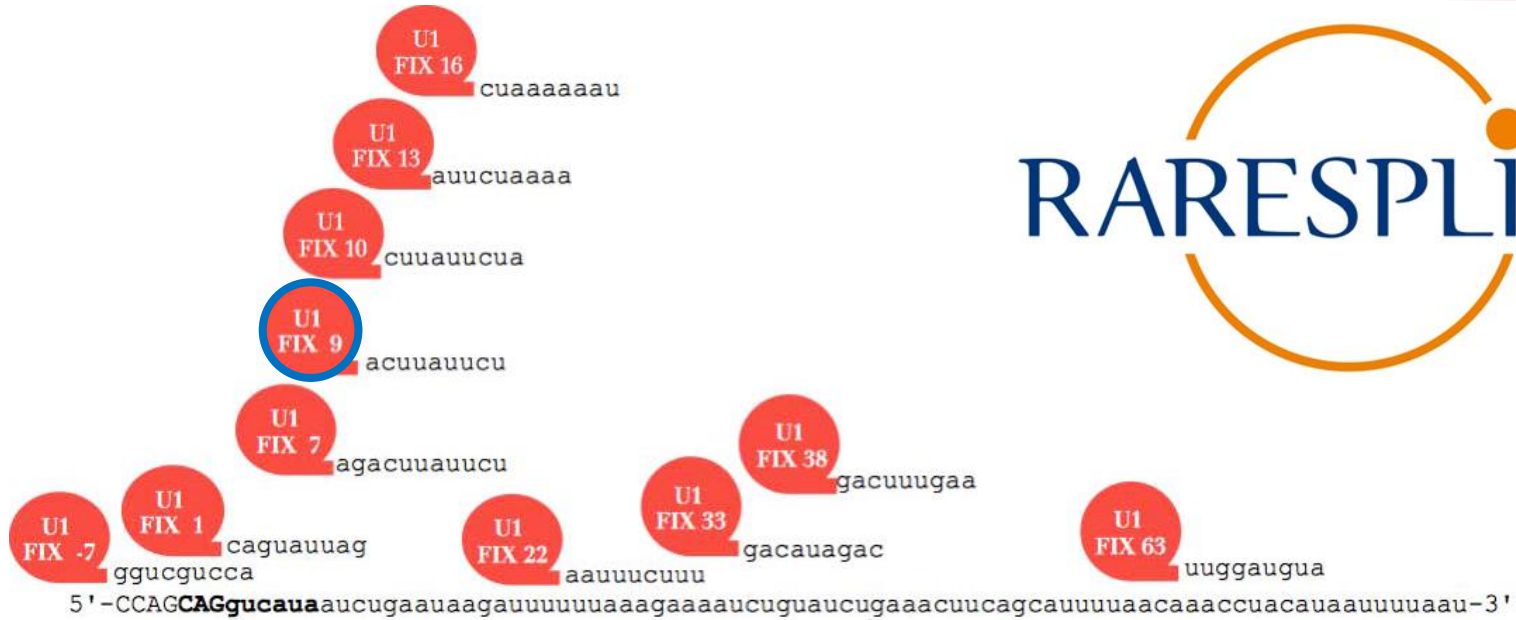 U1
FIX 16
cuaaaaaau
U1
FIX 13
auucuaaaa
U1
FIX 10
cuuauucua
U1
FIX 9
acuuauucu
U1
FIX 7
agacuuauucu
U1
FIX 38
gacuuugaa
U1
FIX 33
gacauagac
U1
FIX 1
caguauuag
U1
FIX -7
ggucgucca
U1
FIX 22
aauuucuuu
U1
FIX 63
uuggaugua
5'-CCAGCAGgucauaaucugaauaagauuuuuuaaagaaaaucuguaucugaaacuucagcauuuuaacaaaccuacauaauuuuaau-3'
RARESPLI